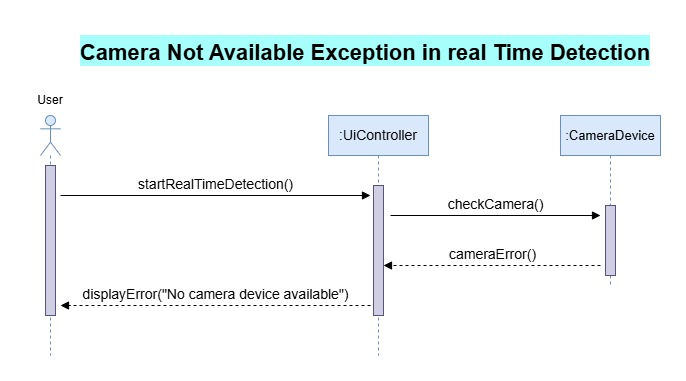 Camera Not Available Exception in real Time Detection
User
:UiController
:CameraDevice
startRealTimeDetection()
checkCamera()
cameraError()
displayError("No camera device available")